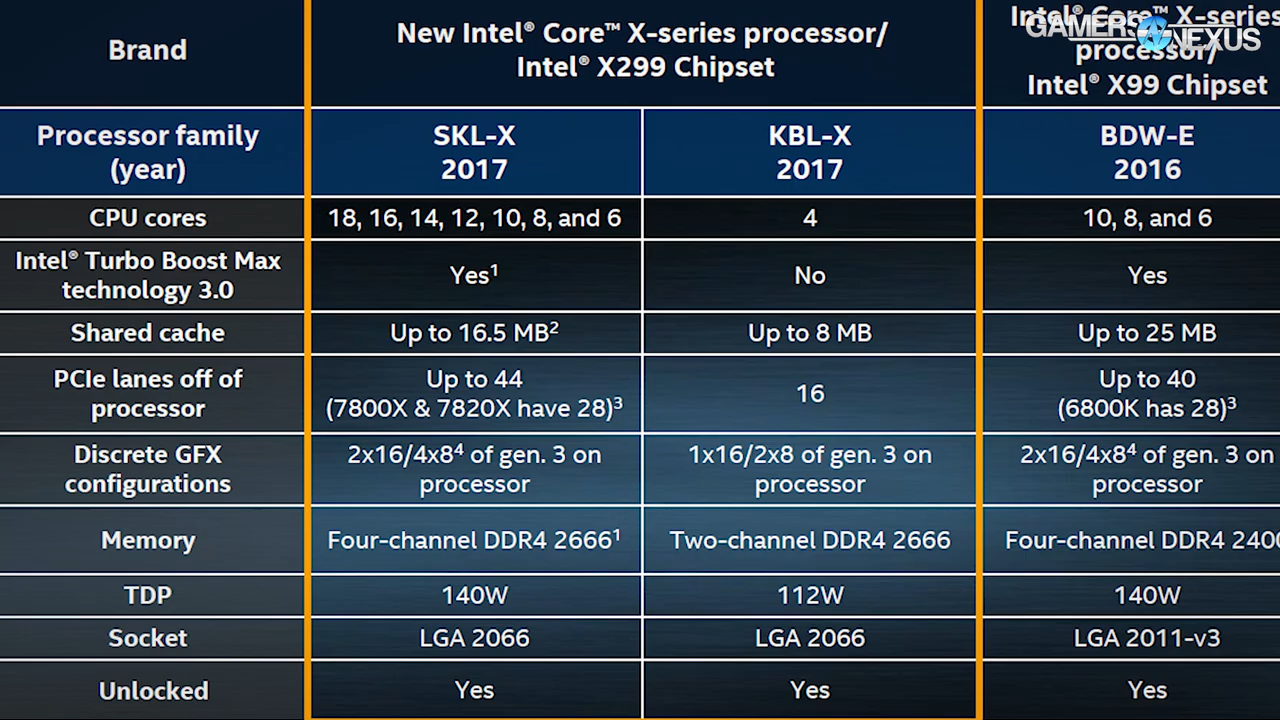 Brand
New Intel® Core™ X-series processor/
Intel® X299 Chipset
Intel® Core™ X-series
processor/
Intel® X99 Chipset
GAMERS NEXUS
Processor family
(year)
SKL-X
2017
KBL-X
2017
BDW-E
2016
CPU cores
18, 16, 14, 12, 10, 8, and 6
4
10, 8, and 6
Intel® Turbo Boost Max
technology 3.0
Yes¹
No
Yes
Shared cache
Up to 16.5 MB²
Up to 8 MB
Up to 25 MB
PCIe lanes off of
processor
Up to 44
(7800X & 7820X have 28)³
16
Up to 40
(6800K has 28)³
Discrete GFX
configurations
2x16/4x8⁴ of gen. 3 on
processor
1x16/2x8 of gen. 3 on
processor
2x16/4x8⁴ of gen. 3 on
processor
Memory
Four-channel DDR4 2666¹
Two-channel DDR4 2666
Four-channel DDR4 2400
TDP
140W
112W
140W
Socket
LGA 2066
LGA 2066
LGA 2011-v3
Unlocked
Yes
Yes
Yes